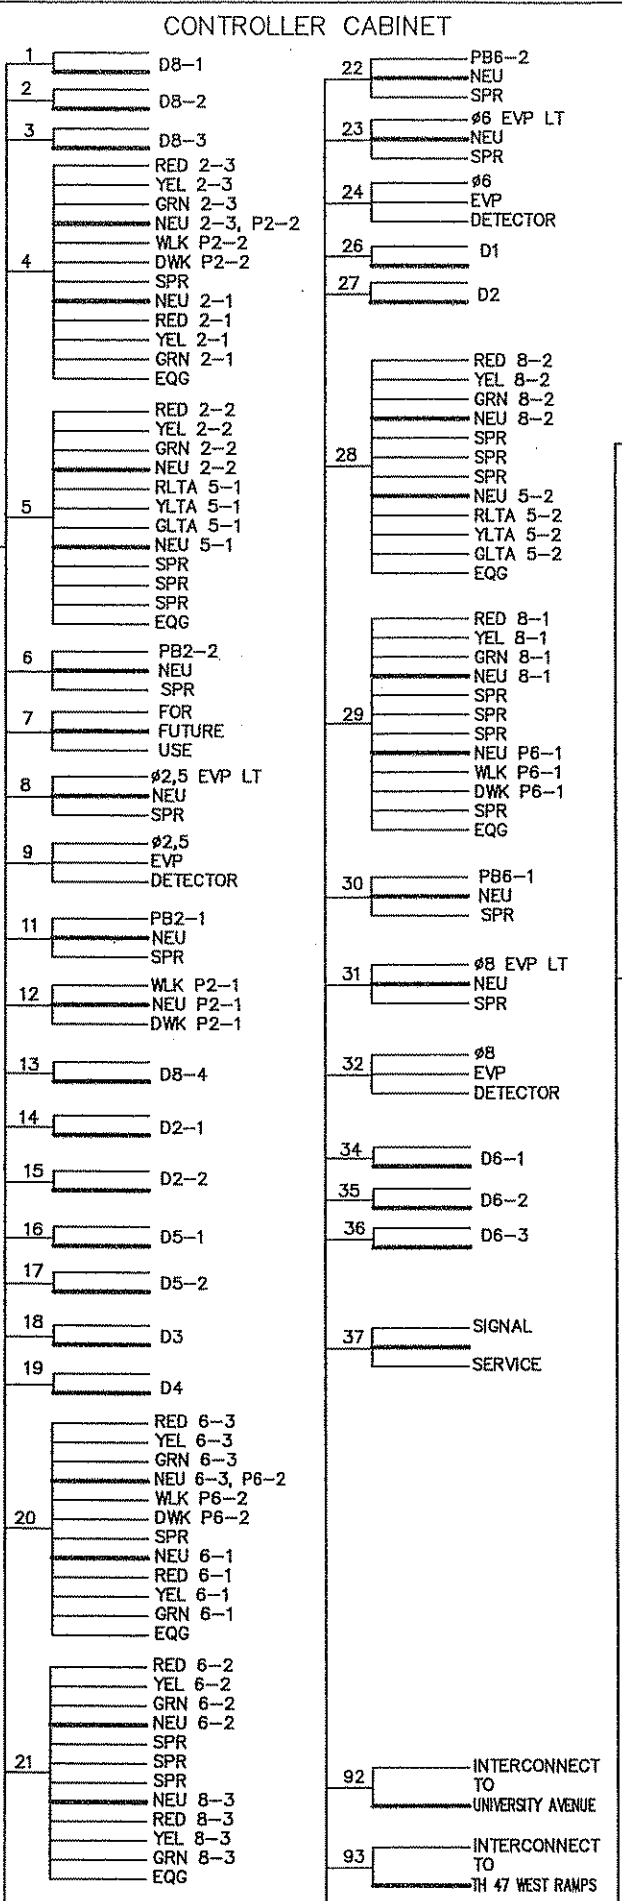 CONTROLLER CABINET
1
D8-1
2
D8-2
3
D8-3
4
RED 2-3
YEL 2-3
GRN 2-3
NEU 2-3, P2-2
WLK P2-2
DWK P2-2
SPR
NEU 2-1
RED 2-1
YEL 2-1
GRN 2-1
EQG
5
RED 2-2
YEL 2-2
GRN 2-2
NEU 2-2
RLTA 5-1
YLTA 5-1
GLTA 5-1
NEU 5-1
SPR
SPR
SPR
EQG
6
PB2-2
NEU
SPR
7
FOR
FUTURE
USE
8
ø2,5 EVP LT
NEU
SPR
9
ø2,5
EVP
DETECTOR
11
PB2-1
NEU
SPR
12
WLK P2-1
NEU P2-1
DWK P2-1
13
D8-4
14
D2-1
15
D2-2
16
D5-1
17
D5-2
18
D3
19
D4
20
RED 6-3
YEL 6-3
GRN 6-3
NEU 6-3, P6-2
WLK P6-2
DWK P6-2
SPR
NEU 6-1
RED 6-1
YEL 6-1
GRN 6-1
EQG
21
RED 6-2
YEL 6-2
GRN 6-2
NEU 6-2
SPR
SPR
SPR
NEU 8-3
RED 8-3
YEL 8-3
GRN 8-3
EQG
22
PB6-2
NEU
SPR
23
ø6 EVP LT
NEU
SPR
24
ø6
EVP
DETECTOR
26
D1
27
D2
28
RED 8-2
YEL 8-2
GRN 8-2
NEU 8-2
SPR
SPR
SPR
NEU 5-2
RLTA 5-2
YLTA 5-2
GLTA 5-2
EQG
29
RED 8-1
YEL 8-1
GRN 8-1
NEU 8-1
SPR
SPR
SPR
NEU P6-1
WLK P6-1
DWK P6-1
SPR
EQG
30
PB6-1
NEU
SPR
31
ø8 EVP LT
NEU
SPR
32
ø8
EVP
DETECTOR
34
D6-1
35
D6-2
36
D6-3
37
SIGNAL
SERVICE
92
INTERCONNECT
TO
UNIVERSITY AVENUE
93
INTERCONNECT
TO
TH 47 WEST RAMPS